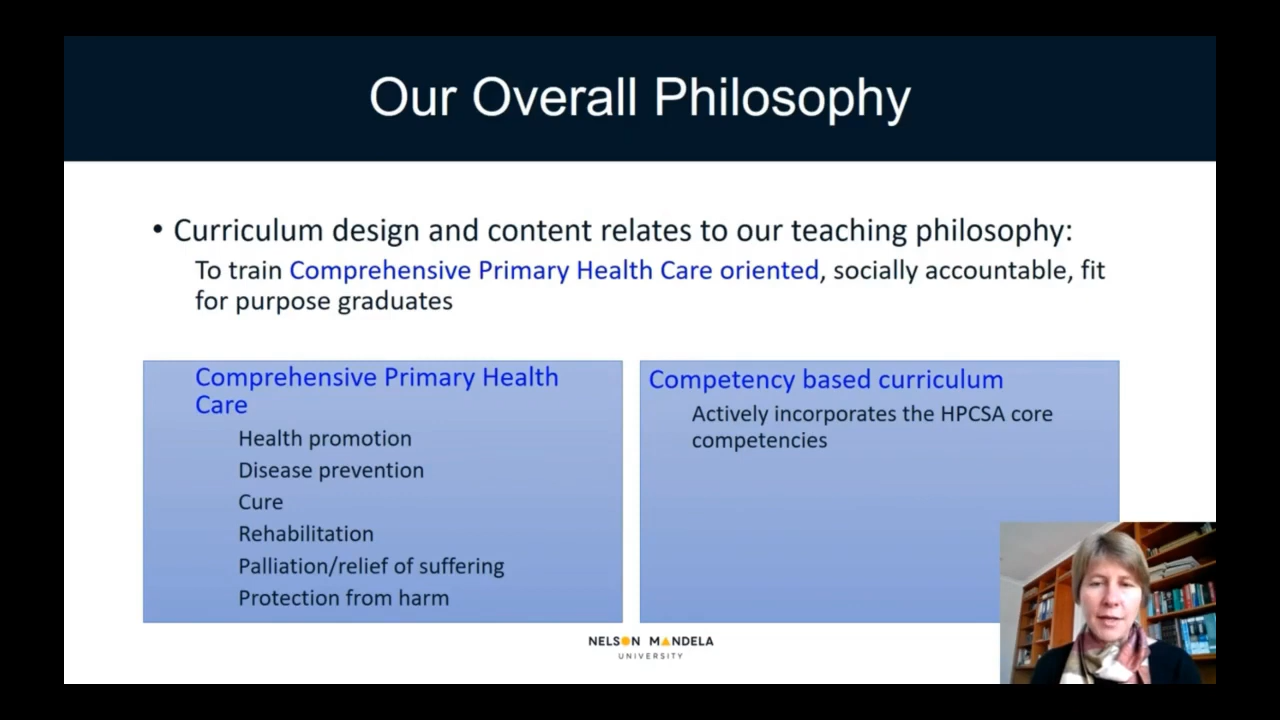 Our Overall Philosophy
• Curriculum design and content relates to our teaching philosophy:
To train Comprehensive Primary Health Care oriented, socially accountable, fit
for purpose graduates
Comprehensive Primary Health
Care
Health promotion
Disease prevention
Cure
Rehabilitation
Palliation/relief of suffering
Protection from harm
Competency based curriculum
Actively incorporates the HPCSA core
competencies
NELSON MANDELA
UNIVERSITY